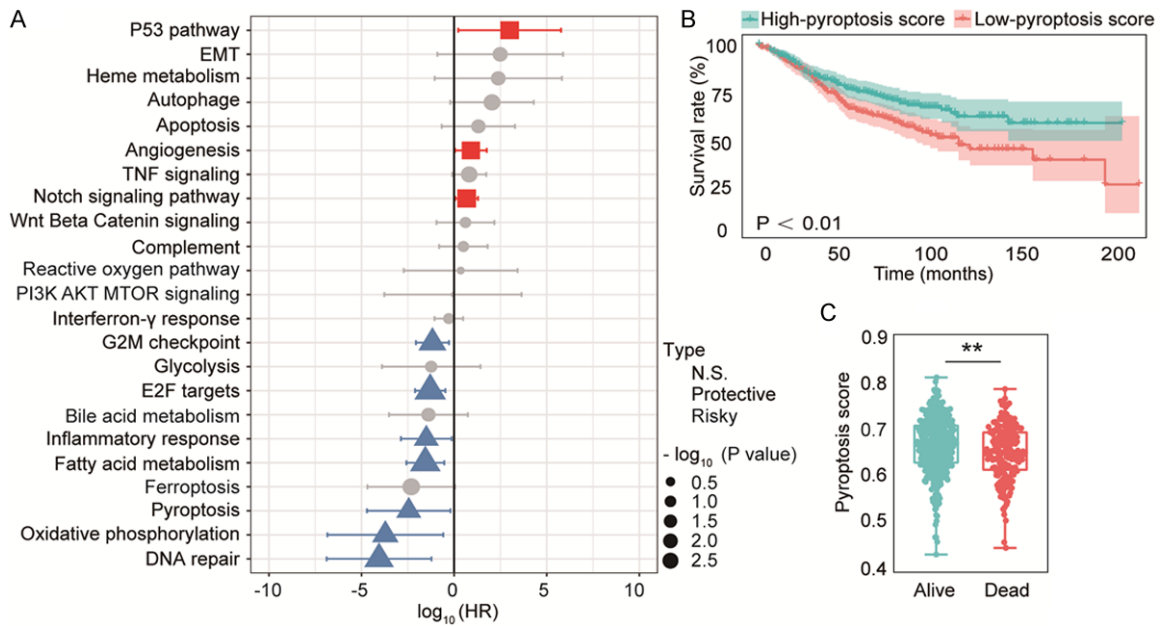 A
P53 pathway
EMT
Heme metabolism
Autophage
Apoptosis
Angiogenesis
TNF signaling
Notch signaling pathway
Wnt Beta Catenin signaling
Complement
Reactive oxygen pathway
PI3K AKT MTOR signaling
Interferron-γ response
G2M checkpoint
Glycolysis
E2F targets
Bile acid metabolism
Inflammatory response
Fatty acid metabolism
Ferroptosis
Pyroptosis
Oxidative phosphorylation
DNA repair
-10 -5 0 5 10
log10 (HR)
Type
N.S.
Protective
Risky
- log10 (P value)
0.5
1.0
1.5
2.0
2.5
B
High-pyroptosis score Low-pyroptosis score
Survival rate (%)
100
75
50
25
0
P < 0.01
0 50 100 150 200
Time (months)
C
Pyroptosis score
0.9
0.8
0.7
0.6
0.5
0.4
**
Alive Dead